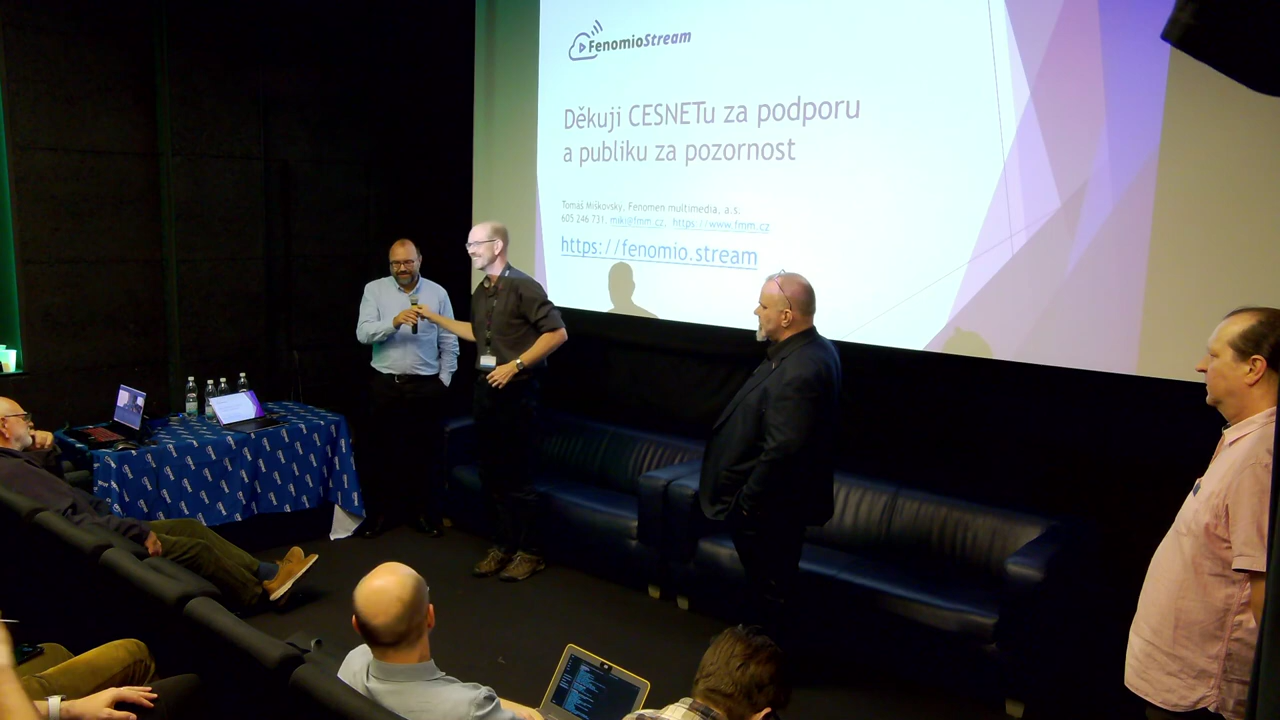 FenomioStream
Děkuji CESNETu za podporu
a publiku za pozornost
Tomáš Miškovský, Fenomen multimedia, a.s.
605 246 731, miki@fmm.cz, https://www.fmm.cz
https://fenomio.stream